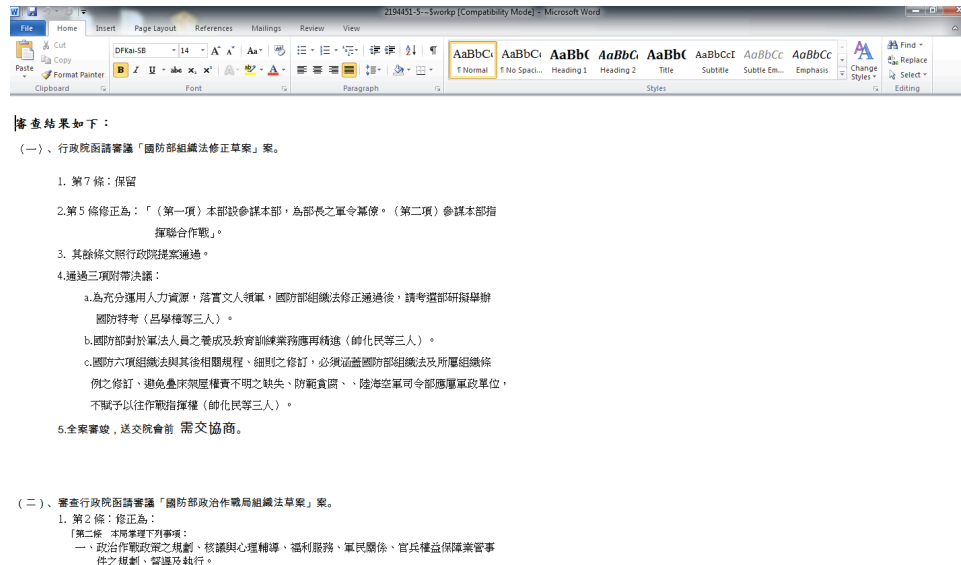 2194451-5-~$workp [Compatibility Mode] - Microsoft Word
File Home Insert Page Layout References Mailings Review View
Cut
Copy
Format Painter
Paste
Clipboard
DFKai-SB 14
Font
Paragraph
AaBbCc ¶ Normal
AaBbCc ¶ No Spaci...
AaBb( Heading 1
AaBbC Heading 2
AaBb( Title
AaBbCcI Subtitle
AaBbCc Subtle Em...
AaBbCc Emphasis
Change Styles
Styles
Find
Replace
Select
Editing
審查結果如下：
（一）、行政院函請審議「國防部組織法修正草案」案。
1. 第7條：保留
2.第5條修正為：「（第一項）本部設參謀本部，為部長之軍令幕僚。（第二項）參謀本部指
揮聯合作戰」。
3. 其餘條文照行政院提案通過。
4.通過三項附帶決議：
a.為充分運用人力資源，落實文人領軍，國防部組織法修正通過後，請考選部研擬舉辦
國防特考（呂學樟等三人）。
b.國防部對於軍法人員之養成及教育訓練業務應再精進（帥化民等三人）。
c.國防六項組織法與其後相關規程、細則之修訂，必須涵蓋國防部組織法及所屬組織條
例之修訂、避免疊床架屋權責不明之缺失、防範貪腐、、陸海空軍司令部應屬軍政單位，
不賦予以往作戰指揮權（帥化民等三人）。
5.全案審竣，送交院會前 需交協商。
（二）、審查行政院函請審議「國防部政治作戰局組織法草案」案。
1. 第2條：修正為：
「第二條　本局掌理下列事項：
一、政治作戰政策之規劃、核議與心理輔導、福利服務、軍民關係、官兵權益保障業管事
件之規劃、督導及執行。